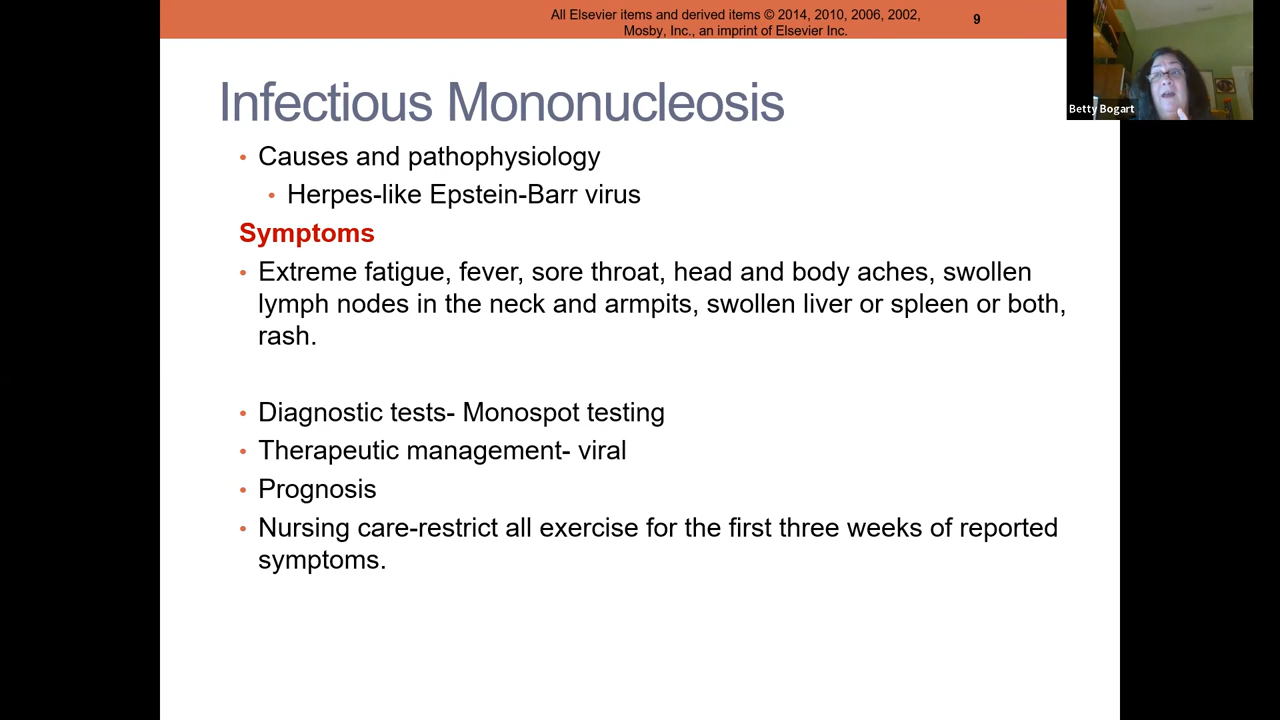 All Elsevier items and derived items © 2014, 2010, 2006, 2002,
Mosby, Inc., an imprint of Elsevier Inc.
9
Betty Bogart
Infectious Mononucleosis
• Causes and pathophysiology
• Herpes-like Epstein-Barr virus
Symptoms
• Extreme fatigue, fever, sore throat, head and body aches, swollen
lymph nodes in the neck and armpits, swollen liver or spleen or both,
rash.
• Diagnostic tests- Monospot testing
• Therapeutic management- viral
• Prognosis
• Nursing care-restrict all exercise for the first three weeks of reported
symptoms.